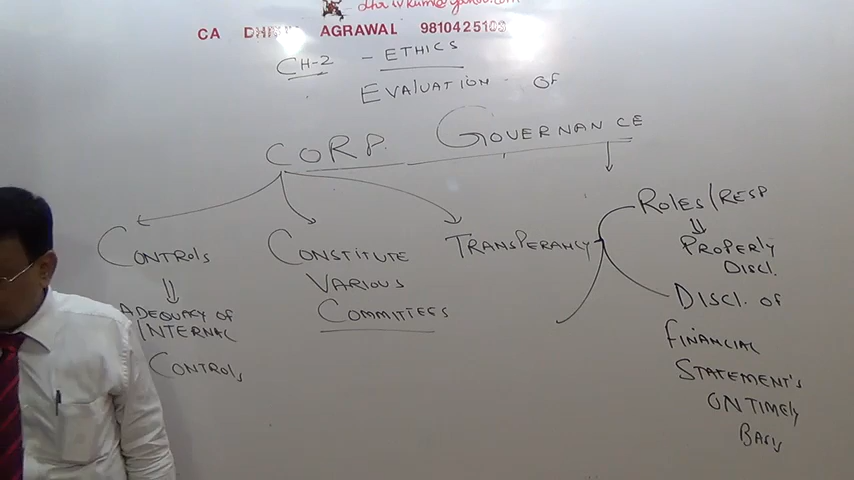 CA AGRAWAL
CH-2 - ETHICS
EVALUATION OF
CORP. GOVERNANCE
CONTROLS
⇓
ADEQUACY OF
INTERNAL
CONTROLS
CONSTITUTE
VARIOUS
COMMITTEES
TRANSPERANCY
ROLES/RESP
⇓
PROPERLY
DISCL.
DISCL. OF
FINANCIAL
STATEMENT'S
ON TIMELY
BASIS